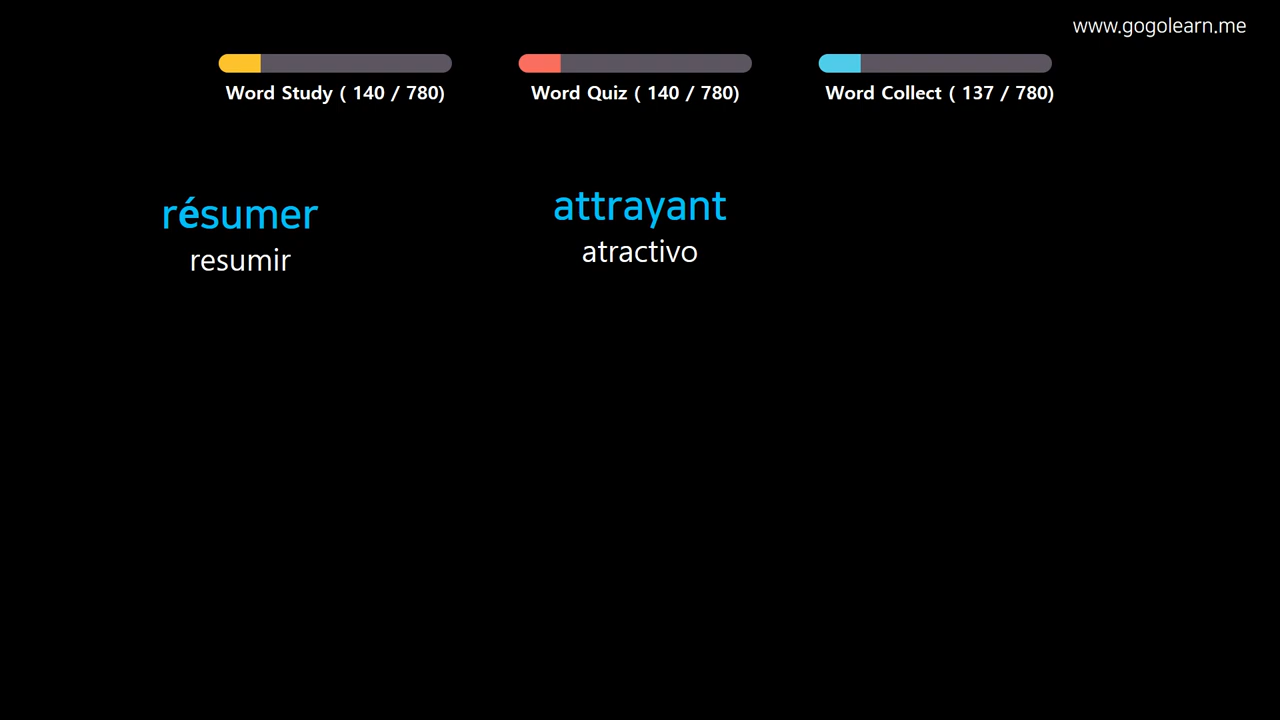 www.gogolearn.me
Word Study ( 140 / 780)
Word Quiz ( 140 / 780)
Word Collect ( 137 / 780)
résumer
resumir
attrayant
atractivo